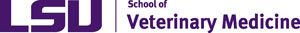 LSU
School of
Veterinary Medicine